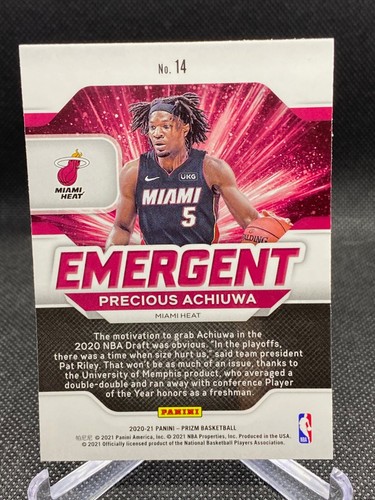 No. 14
UKG
MIAMI
5
SPALDING
MIAMI
HEAT
EMERGENT
PRECIOUS ACHIUWA
MIAMI HEAT
The motivation to grab Achiuwa in the
2020 NBA Draft was obvious. "In the playoffs,
there was a time when size hurt us," said team president
Pat Riley. That won't be as much of an issue, thanks to
the University of Memphis product, who averaged a
double-double and ran away with conference Player
of the Year honors as a freshman.
PANINI
2020-21 PANINI – PRIZM BASKETBALL
© 2021 Panini America, Inc. © 2021 NBA Properties, Inc. Produced in the USA.
© 2021 Officially licensed product of the National Basketball Players Association.
NBA